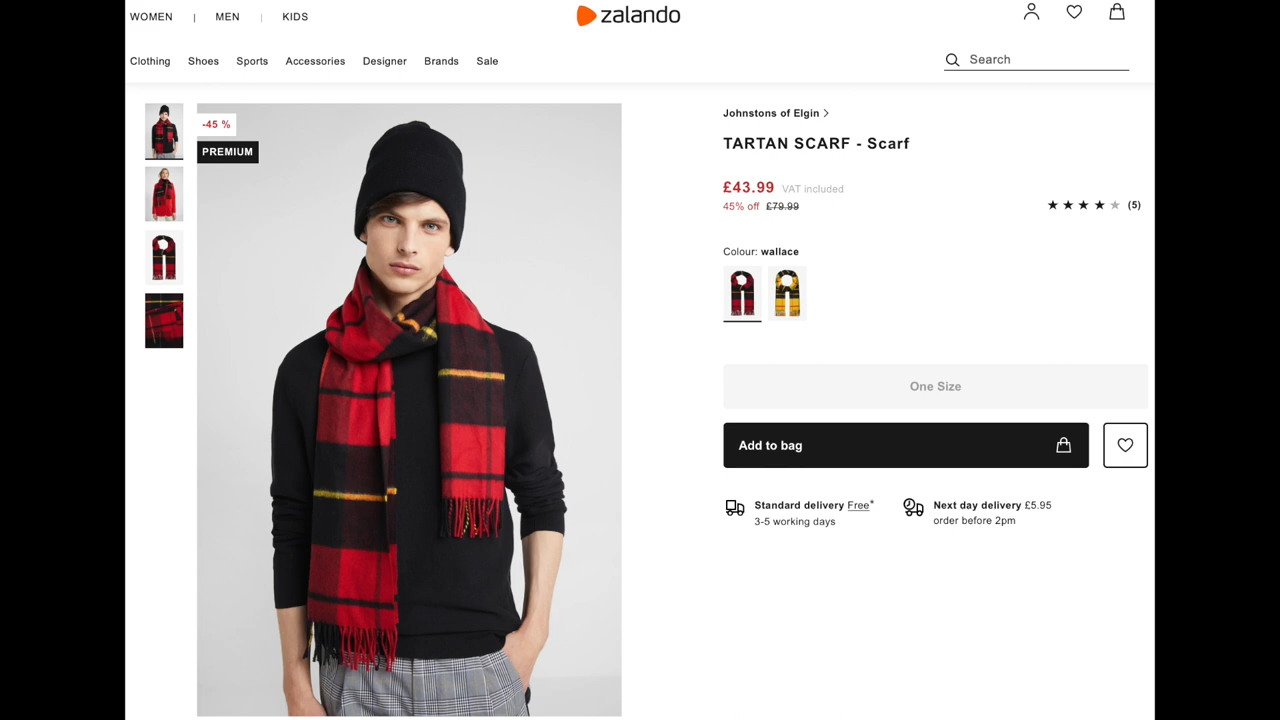 WOMEN | MEN | KIDS
zalando
Clothing Shoes Sports Accessories Designer Brands Sale
Search
-45 %
PREMIUM
Johnstons of Elgin
TARTAN SCARF - Scarf
£43.99 VAT included
45% off £79.99
(5)
Colour: wallace
One Size
Add to bag
Standard delivery Free*
3-5 working days
Next day delivery £5.95
order before 2pm